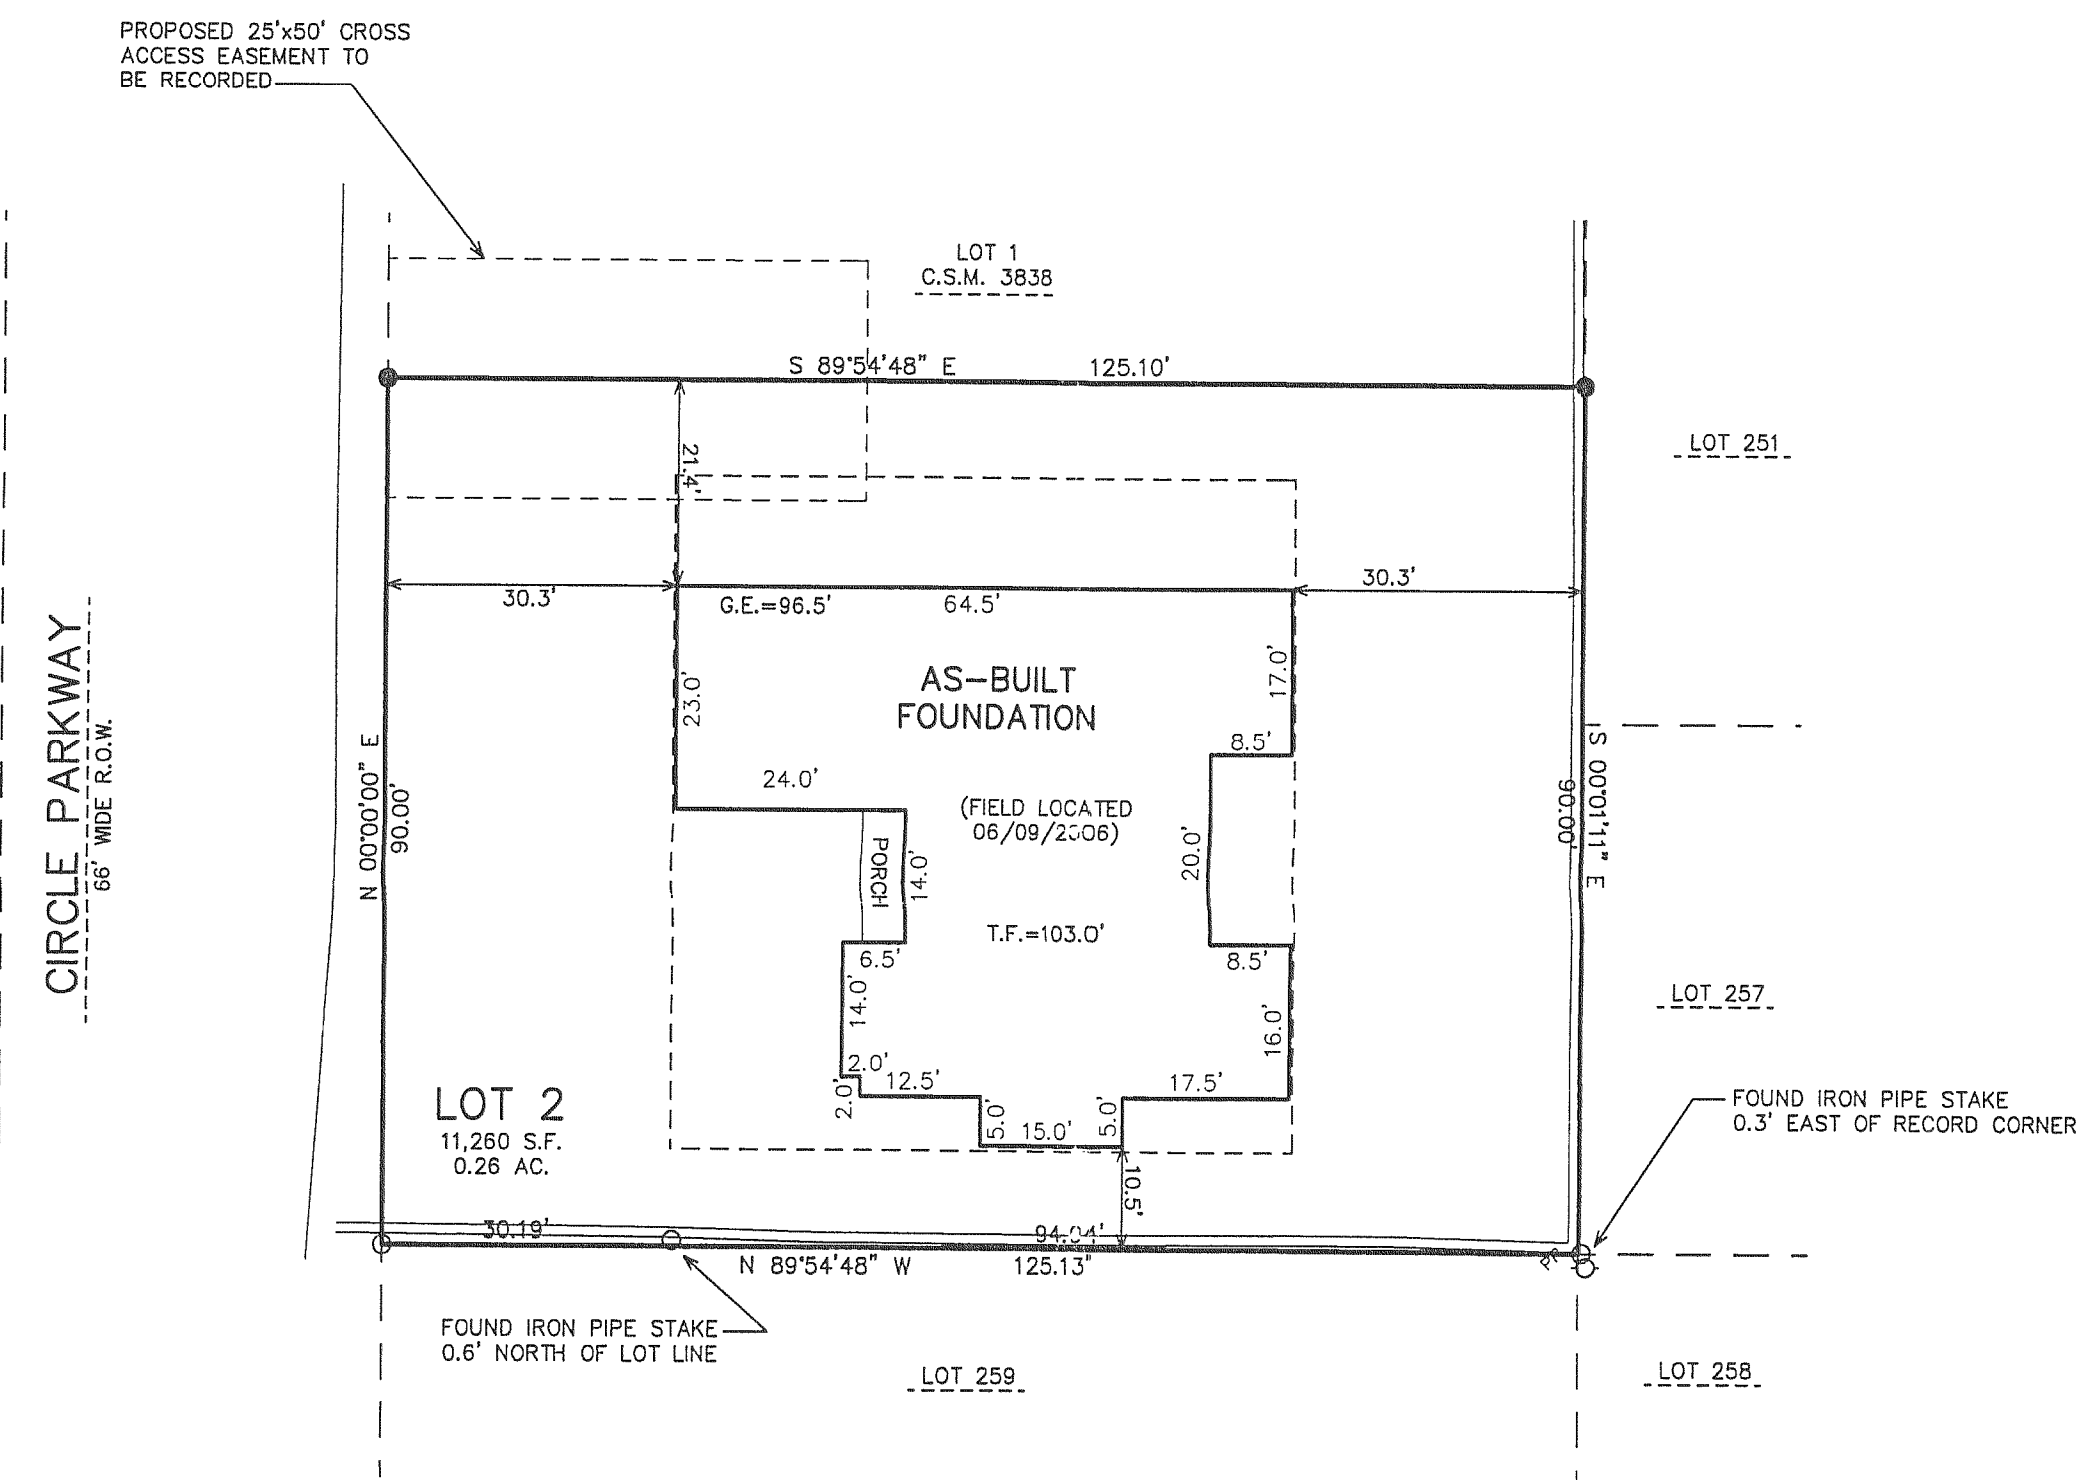 PROPOSED 25'x50' CROSS
ACCESS EASEMENT TO
BE RECORDED
LOT 1
C.S.M. 3838
S 89°54'48" E 125.10'
LOT 251
21.4'
30.3'
30.3'
G.E.=96.5' 64.5'
CIRCLE PARKWAY
66' WIDE R.O.W.
N 00°00'00" E
90.00'
23.0'
AS-BUILT
FOUNDATION
17.0'
8.5'
24.0'
(FIELD LOCATED
06/09/2006)
PORCH
14.0'
20.0'
S 00°01'11" E
90.00'
T.F.=103.0'
6.5'
8.5'
14.0'
16.0'
LOT 257
2.0'
12.5'
2.0'
17.5'
5.0'
15.0'
5.0'
LOT 2
11,260 S.F.
0.26 AC.
FOUND IRON PIPE STAKE
0.3' EAST OF RECORD CORNER
10.5'
30.19'
94.04'
N 89°54'48" W 125.13"
FOUND IRON PIPE STAKE
0.6' NORTH OF LOT LINE
LOT 259
LOT 258